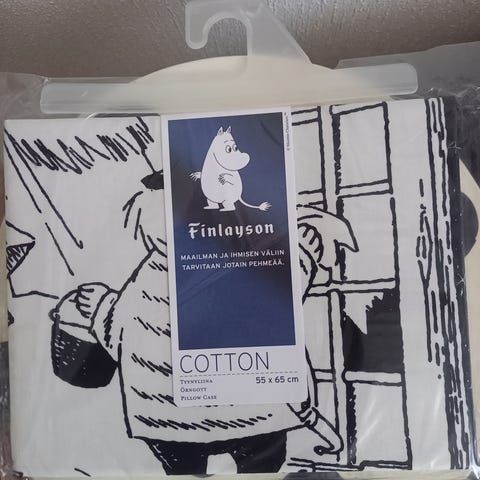 Finlayson
MAAILMAN JA IHMISEN VÄLIIN
TARVITAAN JOTAIN PEHMEÄÄ.
COTTON
TYYNYLIINA
ÖRNGOTT
PILLOW CASE
55 x 65 cm